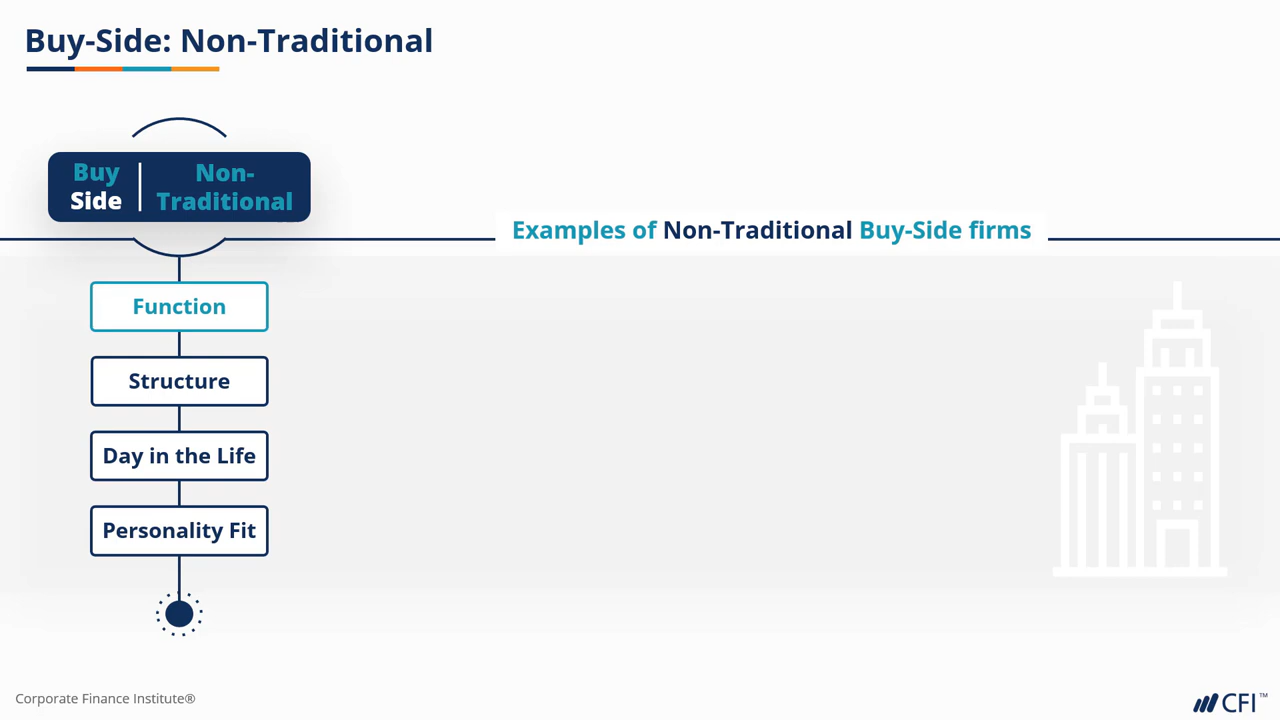 Buy-Side: Non-Traditional
Buy
Side
Non-
Traditional
Examples of Non-Traditional Buy-Side firms
Function
Structure
Day in the Life
Personality Fit
Corporate Finance Institute®
CFI™